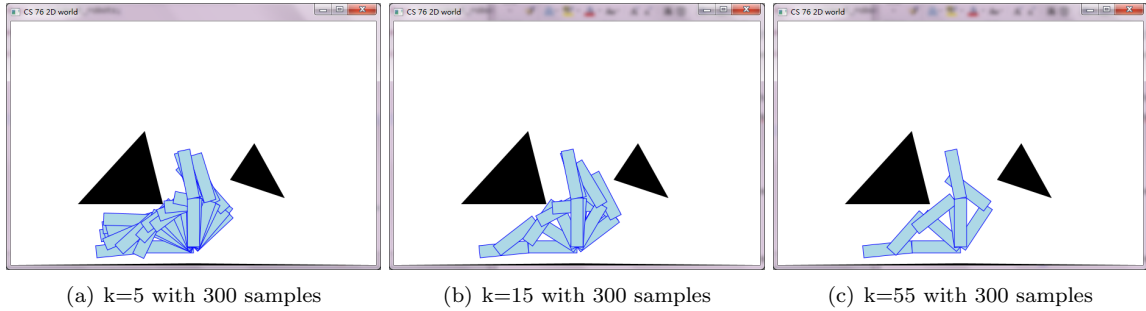 CS 76 2D world
CS 76 2D world
CS 76 2D world
(a) k=5 with 300 samples
(b) k=15 with 300 samples
(c) k=55 with 300 samples